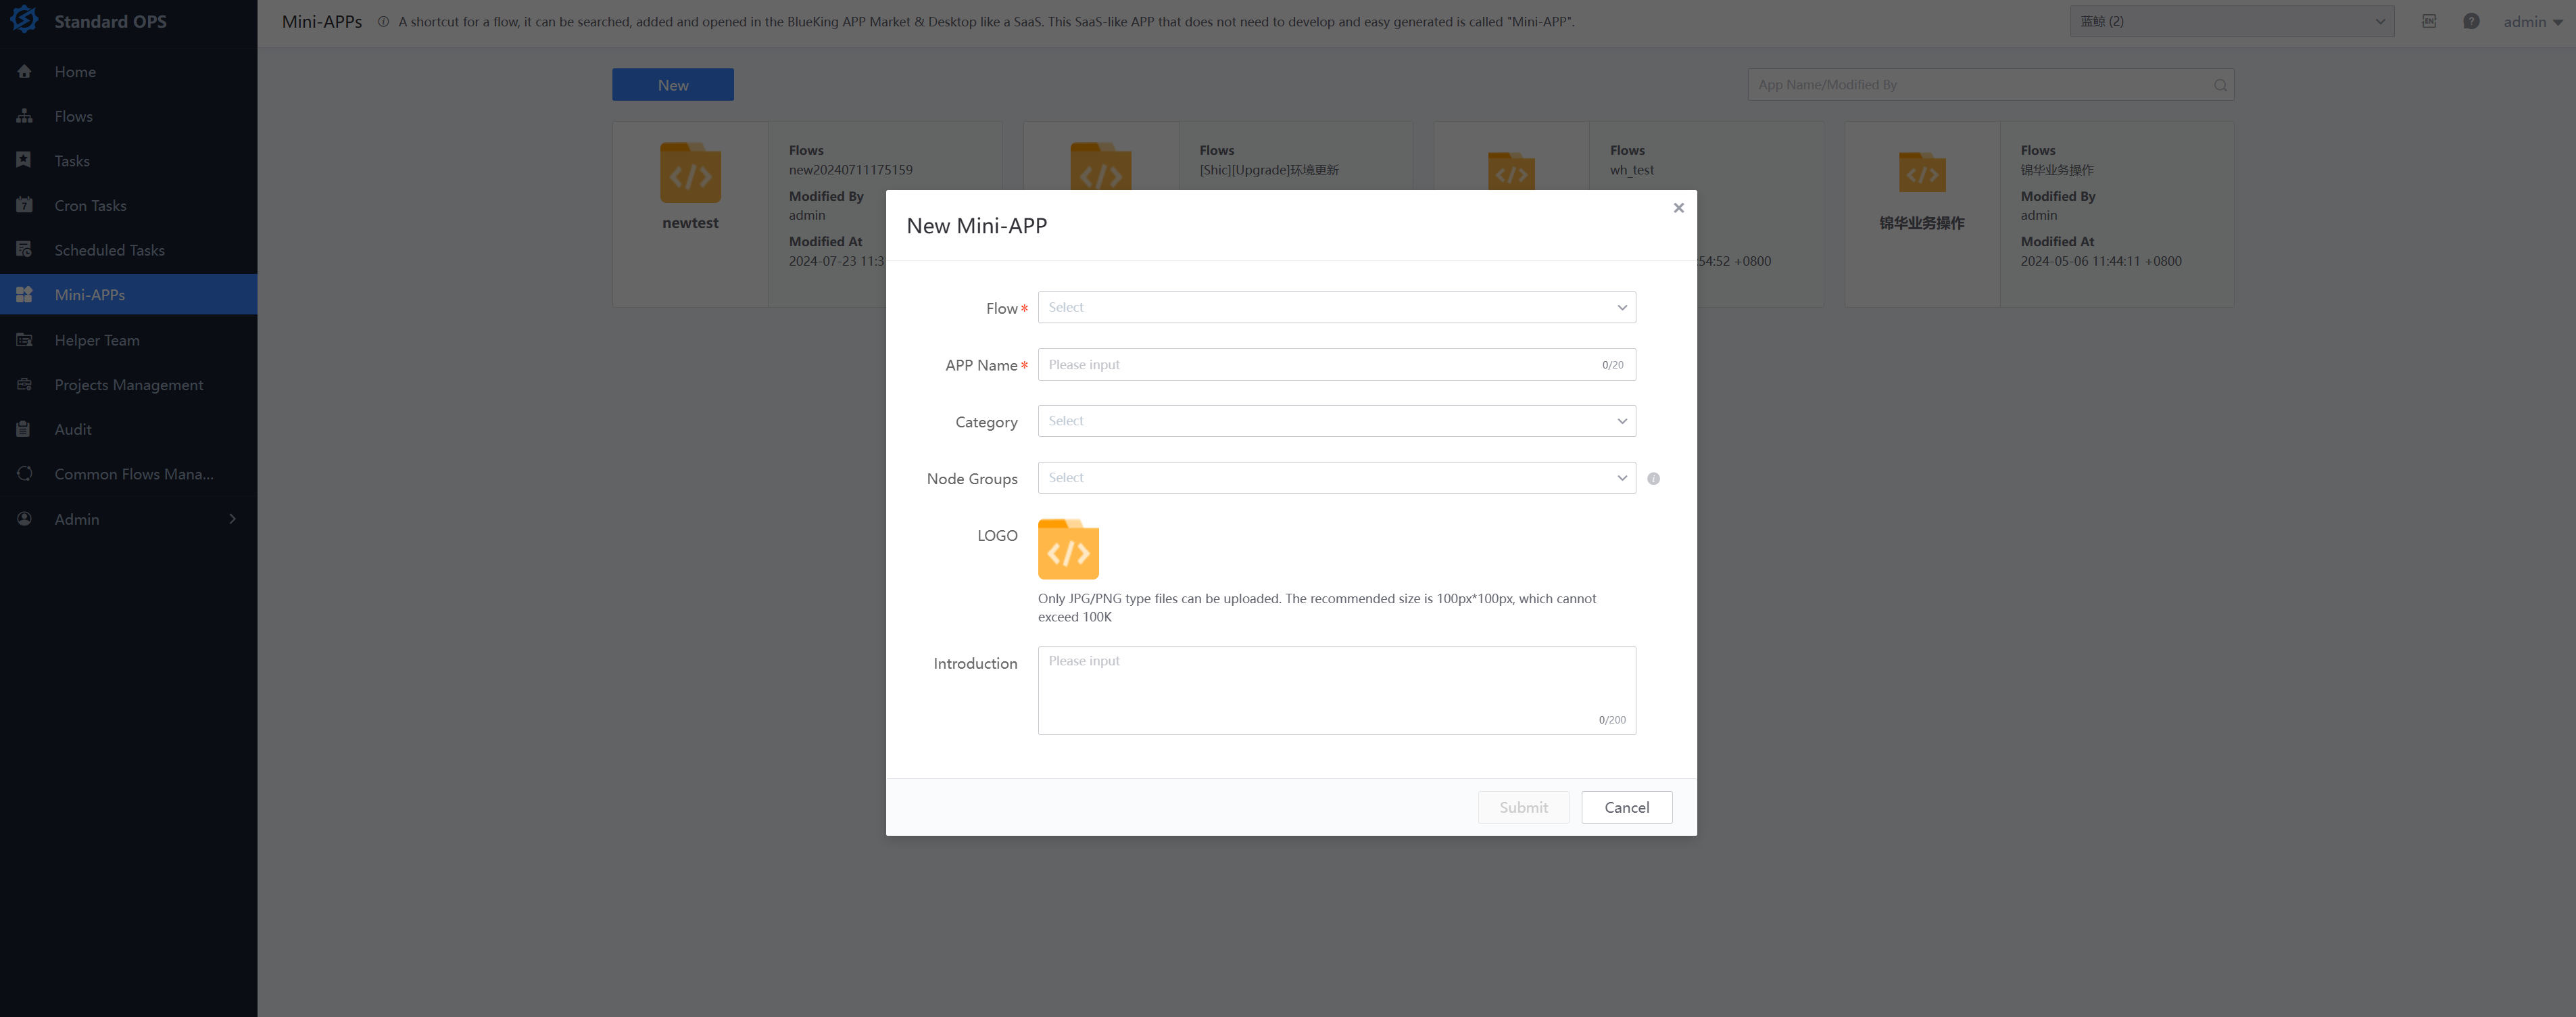 Standard OPS
Mini-APPs
A shortcut for a flow, it can be searched, added and opened in the BlueKing APP Market & Desktop like a SaaS. This SaaS-like APP that does not need to develop and easy generated is called "Mini-APP".
蓝鲸 (2)
EN
?
admin
Home
Flows
Tasks
7
Cron Tasks
Scheduled Tasks
Mini-APPs
Helper Team
Projects Management
Audit
Common Flows Mana...
Admin
New
App Name/Modified By
</>
newtest
Flows
new20240711175159
Modified By
admin
Modified At
2024-07-23 11:3
</>
Flows
[Shic][Upgrade]环境更新
</>
Flows
wh_test
54:52 +0800
</>
锦华业务操作
Flows
锦华业务操作
Modified By
admin
Modified At
2024-05-06 11:44:11 +0800
New Mini-APP
Flow *
Select
APP Name *
Please input
0/20
Category
Select
Node Groups
Select
LOGO
</>
Only JPG/PNG type files can be uploaded. The recommended size is 100px*100px, which cannot
exceed 100K
Introduction
Please input
0/200
Submit
Cancel